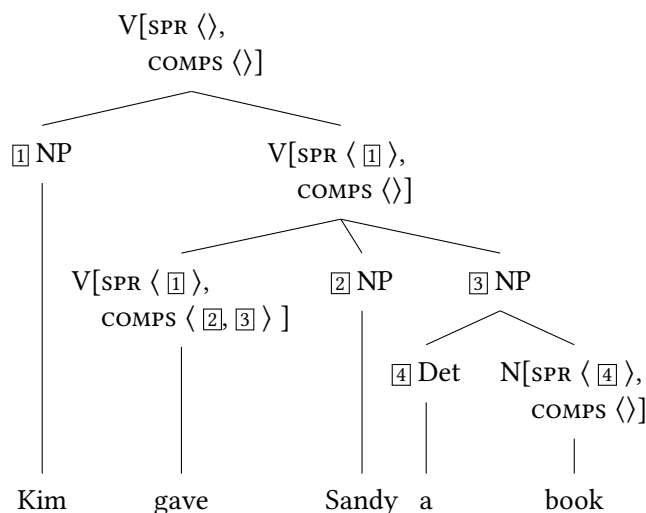 V[SPR ⟨⟩,
COMPS ⟨⟩]
1 NP V[SPR ⟨ 1 ⟩,
COMPS ⟨⟩]
V[SPR ⟨ 1 ⟩, 2 NP 3 NP
COMPS ⟨ 2, 3 ⟩ ]
4 Det N[SPR ⟨ 4 ⟩,
COMPS ⟨⟩]
Kim gave Sandy a book